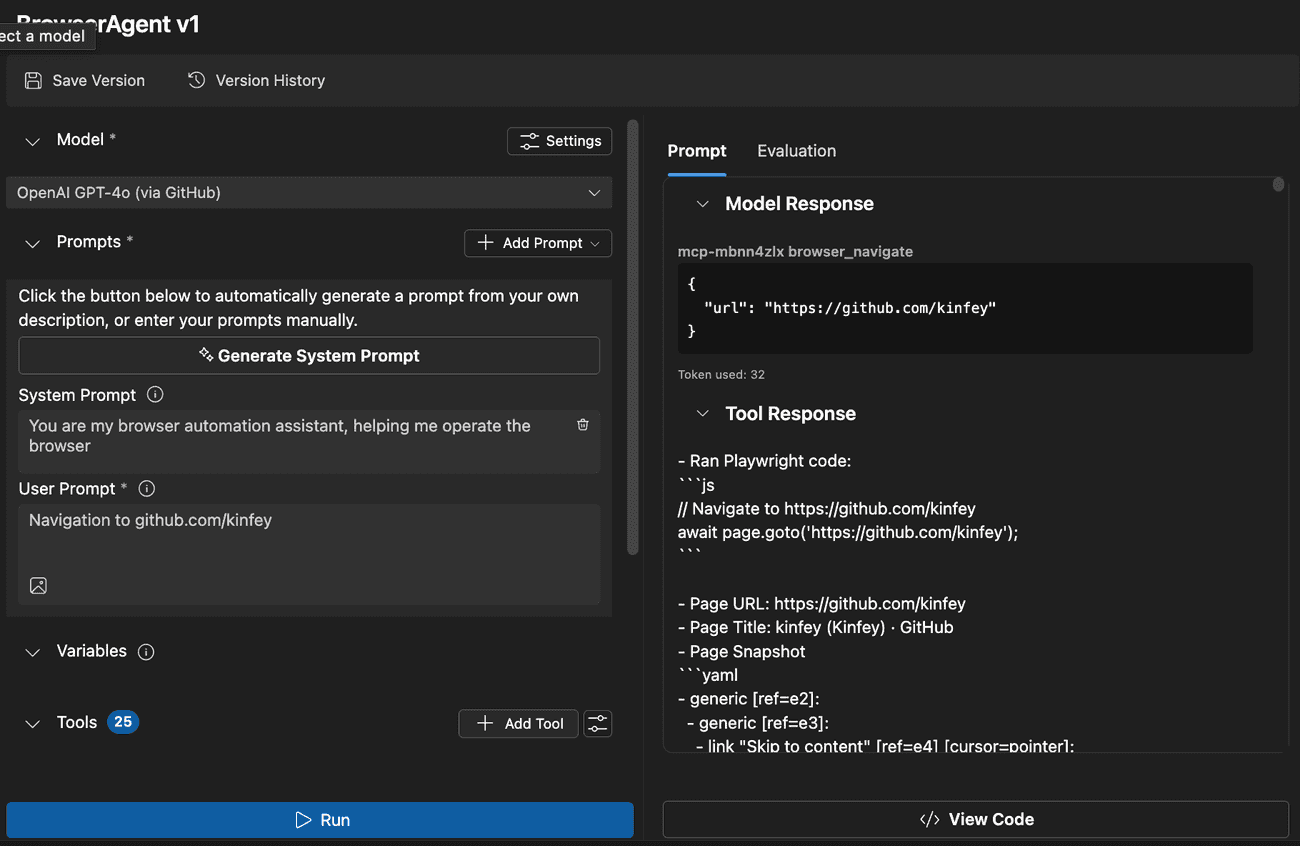 BrowserAgent v1
ect a model
Save Version
Version History
Model *
Settings
OpenAI GPT-4o (via GitHub)
Prompts *
Add Prompt
Click the button below to automatically generate a prompt from your own
description, or enter your prompts manually.
Generate System Prompt
System Prompt
You are my browser automation assistant, helping me operate the
browser
User Prompt *
Navigation to github.com/kinfey
Variables
Tools 25
Add Tool
Run
Prompt
Evaluation
Model Response
mcp-mbnn4zlx browser_navigate
{
"url": "https://github.com/kinfey"
}
Token used: 32
Tool Response
- Ran Playwright code:
```js
// Navigate to https://github.com/kinfey
await page.goto('https://github.com/kinfey');
```
- Page URL: https://github.com/kinfey
- Page Title: kinfey (Kinfey) · GitHub
- Page Snapshot
```yaml
- generic [ref=e2]:
- generic [ref=e3]:
- link "Skip to content" [ref=e4] [cursor=pointer]:
</> View Code